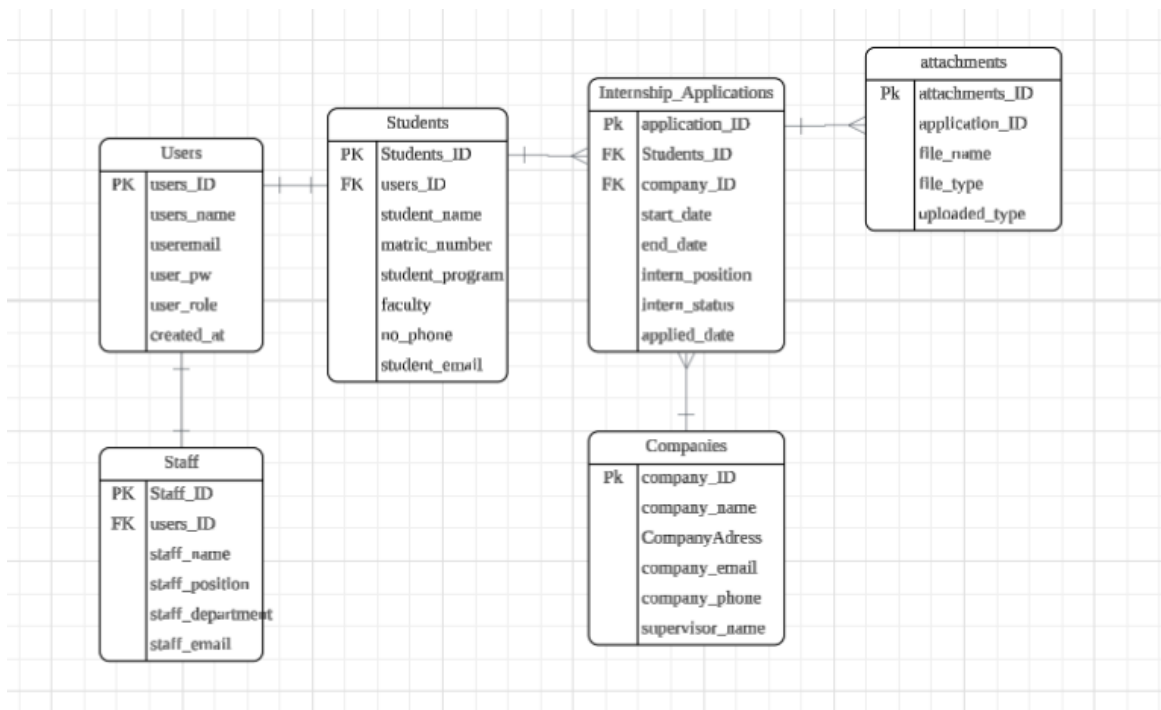 Users
PK users_ID
users_name
useremail
user_pw
user_role
created_at
Students
PK Students_ID
FK users_ID
student_name
matric_number
student_program
faculty
no_phone
student_email
Internship_Applications
Pk application_ID
FK Students_ID
FK company_ID
start_date
end_date
intern_position
intern_status
applied_date
attachments
Pk attachments_ID
application_ID
file_name
file_type
uploaded_type
Staff
PK Staff_ID
FK users_ID
staff_name
staff_position
staff_department
staff_email
Companies
Pk company_ID
company_name
CompanyAdress
company_email
company_phone
supervisor_name